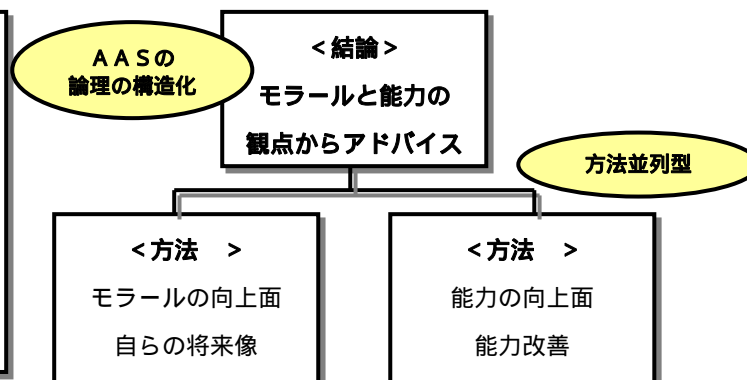 AASの
論理の構造化
<結論>
モラールと能力の
観点からアドバイス
方法並列型
<方法　>
モラールの向上面
自らの将来像
<方法　>
能力の向上面
能力改善